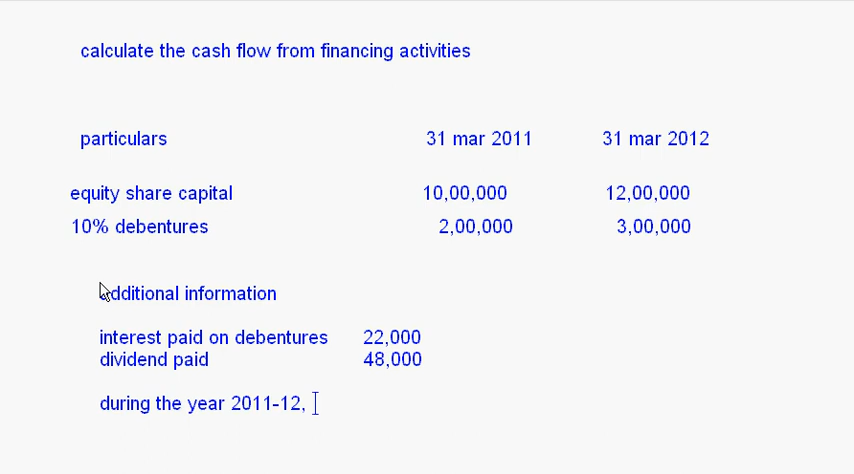 calculate the cash flow from financing activities
particulars 31 mar 2011 31 mar 2012
equity share capital 10,00,000 12,00,000
10% debentures 2,00,000 3,00,000
additional information
interest paid on debentures 22,000
dividend paid 48,000
during the year 2011-12,